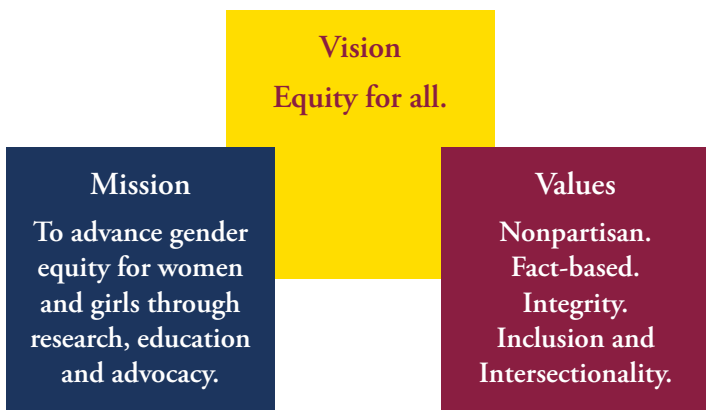 Vision
Equity for all.
Mission
To advance gender
equity for women
and girls through
research, education
and advocacy.
Values
Nonpartisan.
Fact-based.
Integrity.
Inclusion and
Intersectionality.